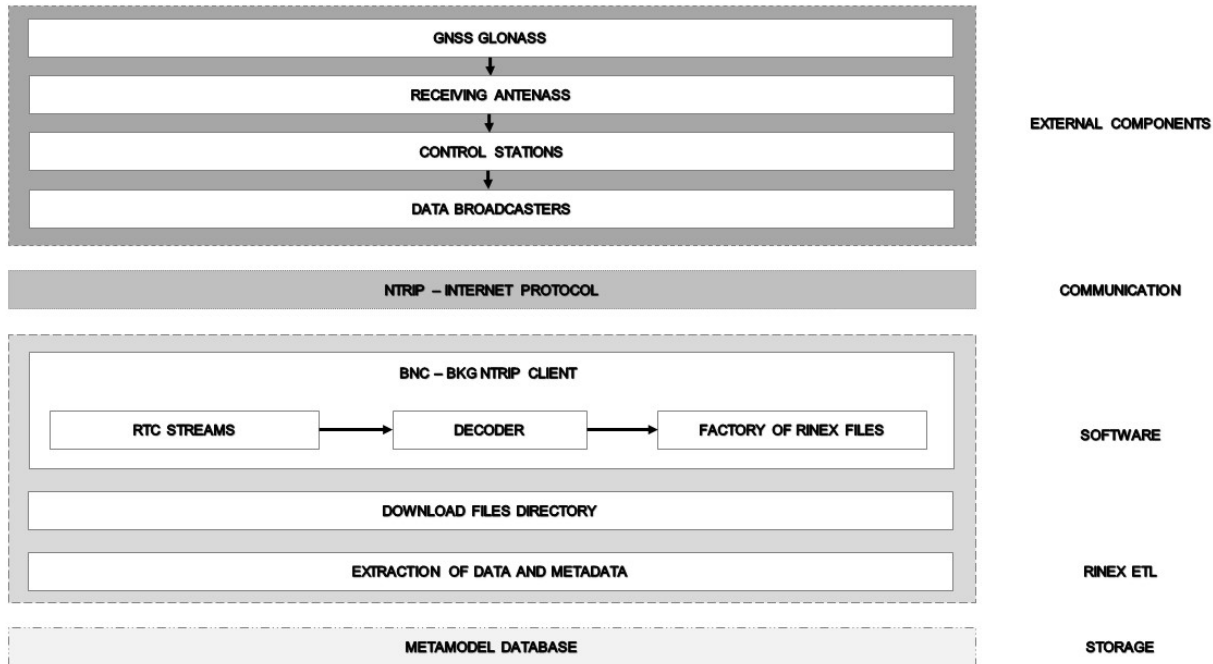 GNSS GLONASS
RECEIVING ANTENASS
EXTERNAL COMPONENTS
CONTROL STATIONS
DATA BROADCASTERS
NTRIP – INTERNET PROTOCOL
COMMUNICATION
BNC – BKG NTRIP CLIENT
RTC STREAMS
DECODER
FACTORY OF RINEX FILES
SOFTWARE
DOWNLOAD FILES DIRECTORY
EXTRACTION OF DATA AND METADATA
RINEX ETL
METAMODEL DATABASE
STORAGE